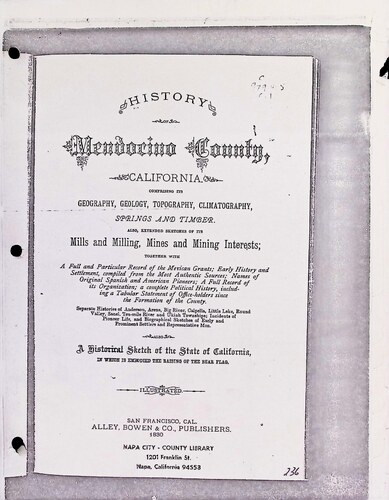 HISTORY
—OF—
Mendocino County,
CALIFORNIA.
COMPRISING ITS
GEOGRAPHY, GEOLOGY, TOPOGRAPHY, CLIMATOGRAPHY,
SPRINGS AND TIMBER.
ALSO, EXTENDED SKETCHES OF ITS
Mills and Milling, Mines and Mining Interests;
TOGETHER WITH
A Full and Particular Record of the Mexican Grants; Early History and
Settlement, compiled from the Most Authentic Sources; Names of
Original Spanish and American Pioneers; A Full Record of
its Organization; a complete Political History, includ-
ing a Tabular Statement of Office-holders since
the Formation of the County.
Separate Histories of Anderson, Arena, Big River, Calpella, Little Lake, Round
Valley, Sanel, Ten-mile River and Ukiah Townships; Incidents of
Pioneer Life, and Biographical Sketches of Early and
Prominent Settlers and Representative Men.
—ALSO—
A Historical Sketch of the State of California,
IN WHICH IS EMBODIED THE RAISING OF THE BEAR FLAG.
ILLUSTRATED.
SAN FRANCISCO, CAL.
ALLEY, BOWEN & CO., PUBLISHERS.
1880
NAPA CITY - COUNTY LIBRARY
1201 Franklin St.
Napa, California 94553
236